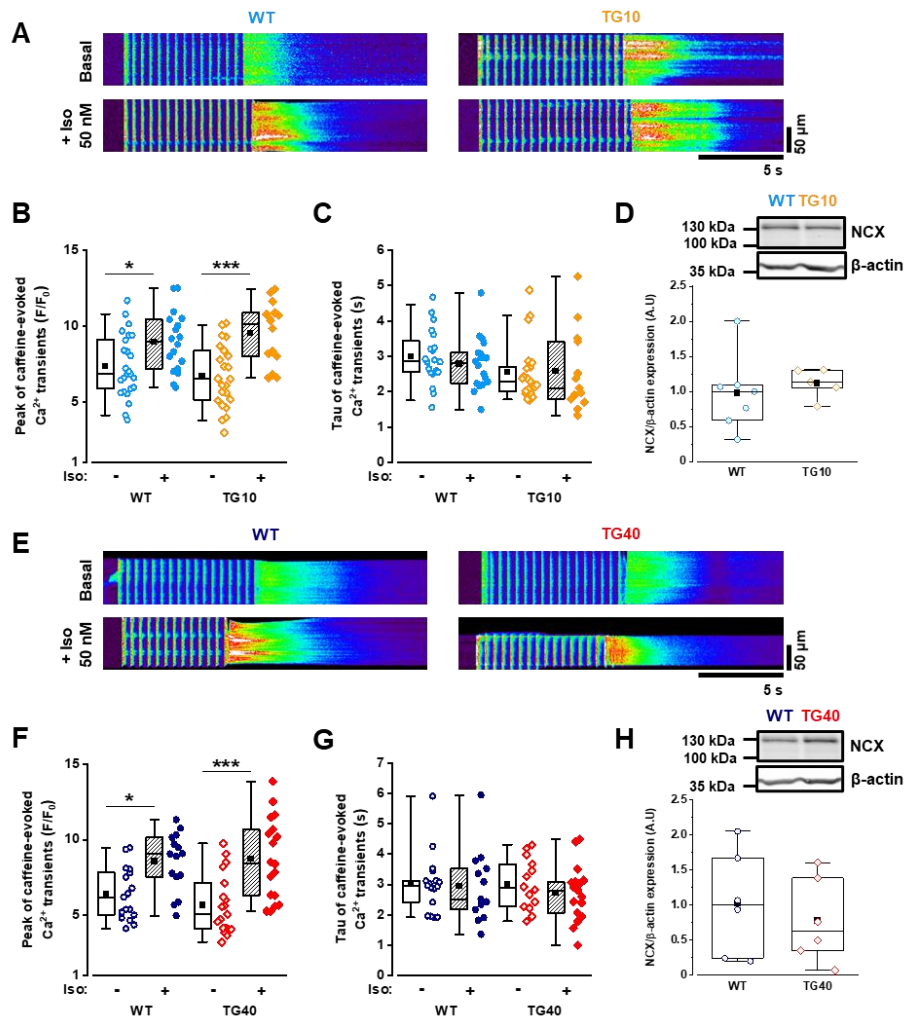 A
WT
TG10
Basal
+ Iso
50 nM
50 µm
5 s
B
Peak of caffeine-evoked
Ca²⁺ transients (F/F₀)
15
10
5
1
*
***
Iso: - + - +
WT TG10
C
Tau of caffeine-evoked
Ca²⁺ transients (s)
6
5
4
3
2
1
0
Iso: - + - +
WT TG10
D
WT TG10
130 kDa
100 kDa
35 kDa
NCX
β-actin
NCX/β-actin expression (A.U)
2.5
2.0
1.5
1.0
0.5
0
WT TG10
E
WT
TG40
Basal
+ Iso
50 nM
50 µm
5 s
F
Peak of caffeine-evoked
Ca²⁺ transients (F/F₀)
15
10
5
1
*
***
Iso: - + - +
WT TG40
G
Tau of caffeine-evoked
Ca²⁺ transients (s)
7
6
5
4
3
2
1
0
Iso: - + - +
WT TG40
H
WT TG40
130 kDa
100 kDa
35 kDa
NCX
β-actin
NCX/β-actin expression (A.U)
2.5
2.0
1.5
1.0
0.5
0
WT TG40